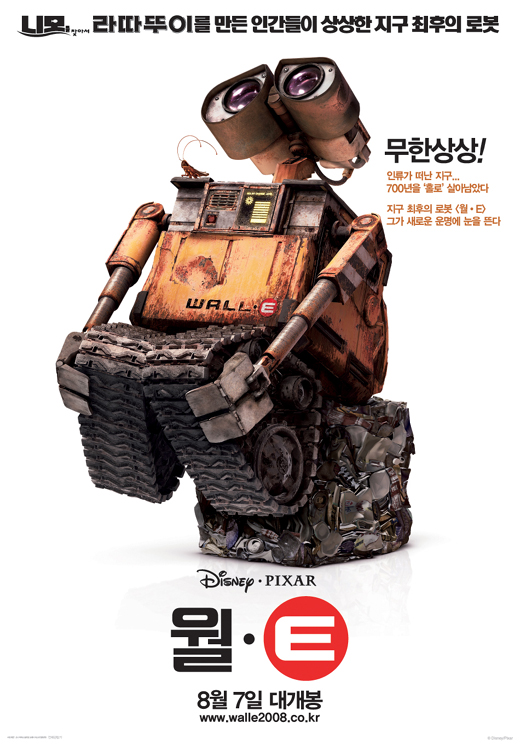 니모를 찾아서 라따뚜이를 만든 인간들이 상상한 지구 최후의 로봇
무한상상!
인류가 떠난 지구...
700년을 '홀로' 살아남았다
지구 최후의 로봇 <월·E>
그가 새로운 운명에 눈을 뜬다
WALL·E
DISNEY·PIXAR
월·E
8월 7일 대개봉
www.walle2008.co.kr
© Disney/Pixar